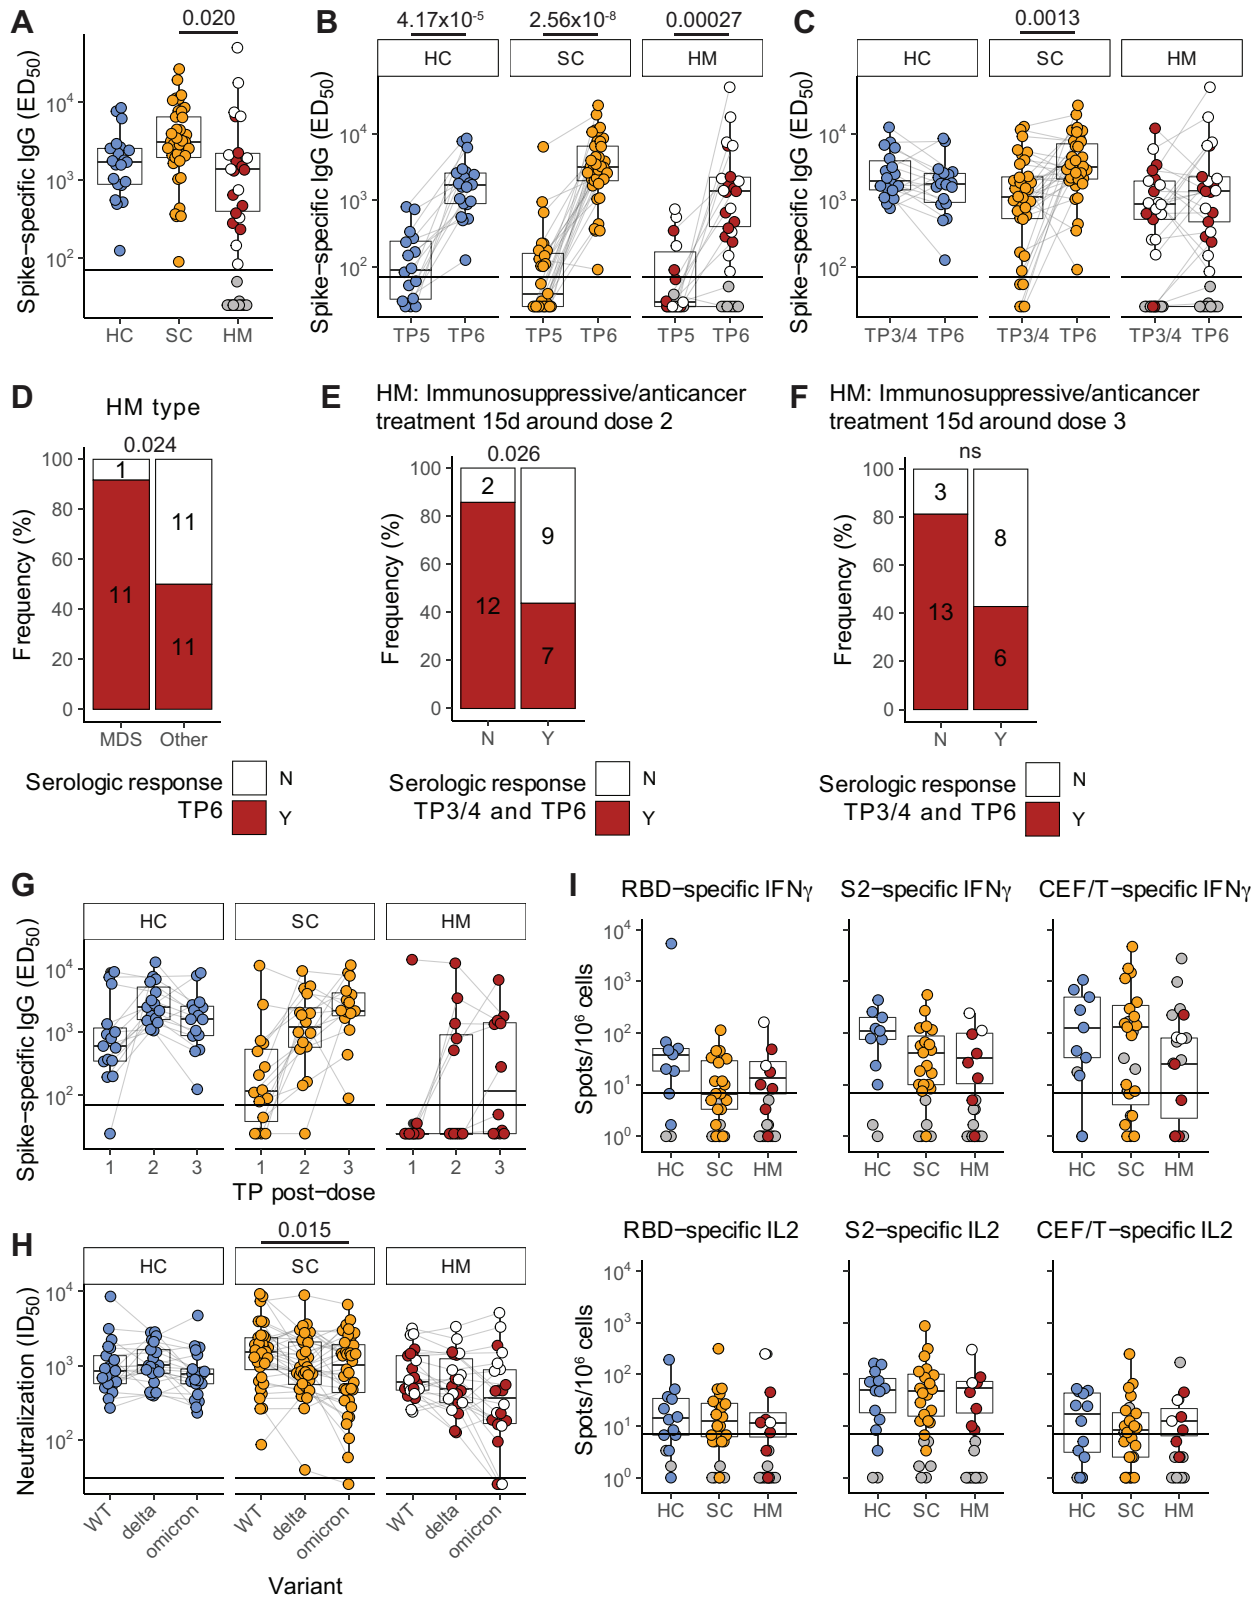 A
0.020
Spike−specific IgG (ED50)
10^4
10^3
10^2
HC SC HM
B
4.17x10^-5 2.56x10^-8 0.00027
HC SC HM
Spike−specific IgG (ED50)
10^4
10^3
10^2
TP5 TP6 TP5 TP6 TP5 TP6
C
0.0013
HC SC HM
Spike−specific IgG (ED50)
10^4
10^3
10^2
TP3/4 TP6 TP3/4 TP6 TP3/4 TP6
D
HM type
0.024
Frequency (%)
100
80
60
40
20
0
1 11
11 11
MDS Other
Serologic response
TP6
N
Y
E
HM: Immunosuppressive/anticancer
treatment 15d around dose 2
0.026
Frequency (%)
100
80
60
40
20
0
2 9
12 7
N Y
Serologic response
TP3/4 and TP6
N
Y
F
HM: Immunosuppressive/anticancer
treatment 15d around dose 3
ns
Frequency (%)
100
80
60
40
20
0
3 8
13 6
N Y
Serologic response
TP3/4 and TP6
N
Y
G
HC SC HM
Spike−specific IgG (ED50)
10^4
10^3
10^2
1 2 3 1 2 3 1 2 3
TP post−dose
H
0.015
HC SC HM
Neutralization (ID50)
10^4
10^3
10^2
WT delta omicron WT delta omicron WT delta omicron
Variant
I
RBD−specific IFNγ S2−specific IFNγ CEF/T−specific IFNγ
Spots/10^6 cells
10^4
10^3
10^2
10^1
10^0
HC SC HM HC SC HM HC SC HM
RBD−specific IL2 S2−specific IL2 CEF/T−specific IL2
Spots/10^6 cells
10^4
10^3
10^2
10^1
10^0
HC SC HM HC SC HM HC SC HM